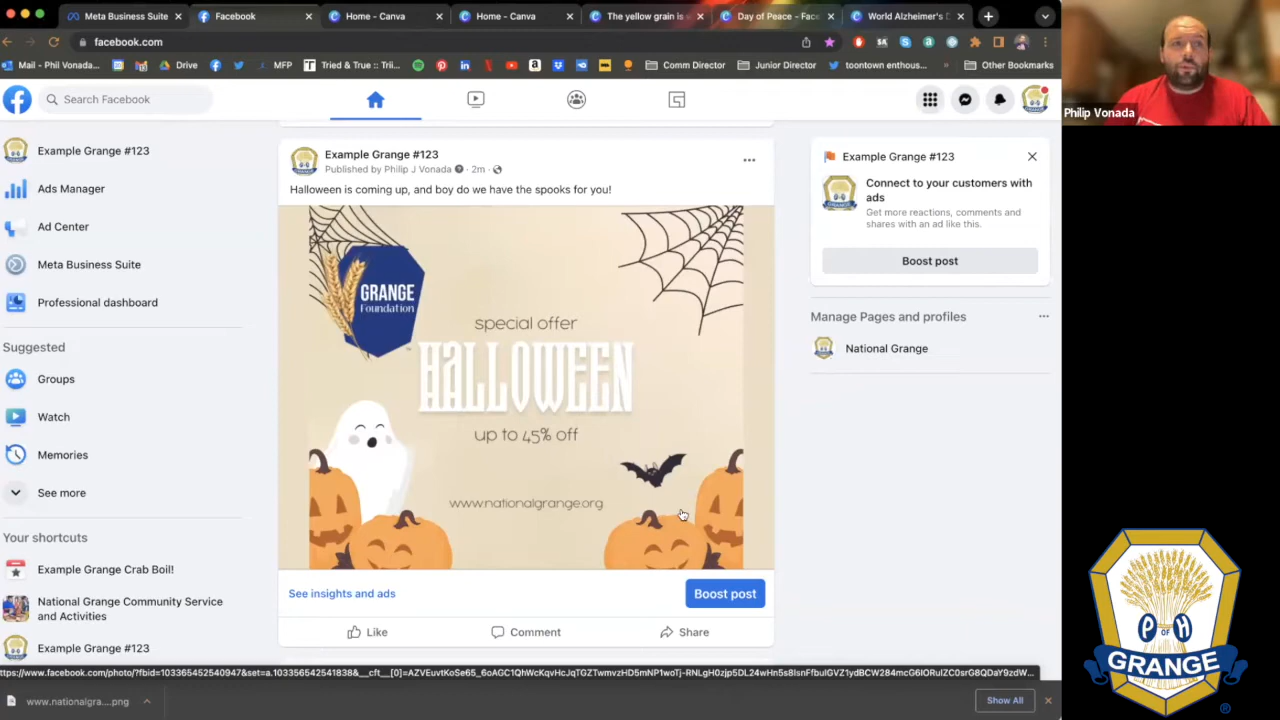 Meta Business Suite
Facebook
Home - Canva
Home - Canva
The yellow grain is
Day of Peace - Fac
World Alzheimer's D
facebook.com
Mail - Phil Vonada...
Drive
MFP
Tried & True :: Trii...
Comm Director
Junior Director
toontown enthous...
Other Bookmarks
Philip Vonada
Search Facebook
Example Grange #123
Ads Manager
Ad Center
Meta Business Suite
Professional dashboard
Suggested
Groups
Watch
Memories
See more
Your shortcuts
Example Grange Crab Boil!
National Grange Community Service
and Activities
Example Grange #123
Example Grange #123
Published by Philip J Vonada · 2m ·
Halloween is coming up, and boy do we have the spooks for you!
GRANGE
Foundation
special offer
HALLOWEEN
up to 45% off
www.nationalgrange.org
See insights and ads
Boost post
Like
Comment
Share
Example Grange #123
Connect to your customers with
ads
Get more reactions, comments and
shares with an ad like this.
Boost post
Manage Pages and profiles
National Grange
www.nationalgra....png
Show All
P OF H
GRANGE
®